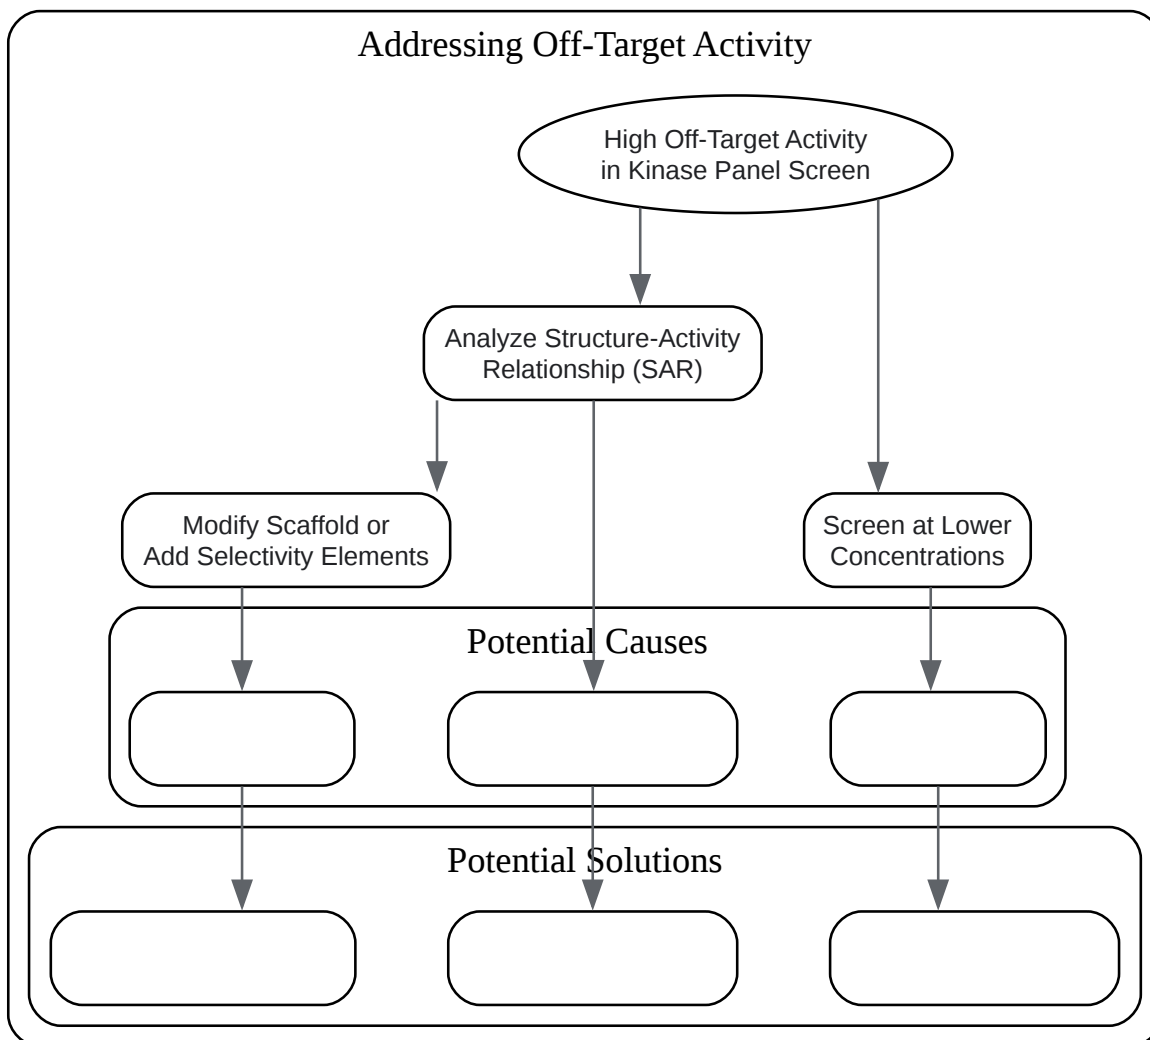 Addressing Off-Target Activity
High Off-Target Activity
in Kinase Panel Screen
Analyze Structure-Activity
Relationship (SAR)
Modify Scaffold or
Add Selectivity Elements
Screen at Lower
Concentrations
Potential Causes
Potential Solutions